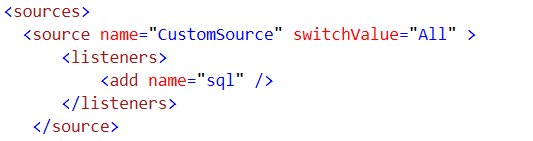 <sources>
<source name="CustomSource" switchValue="All" >
<listeners>
<add name="sql" />
</listeners>
</source>